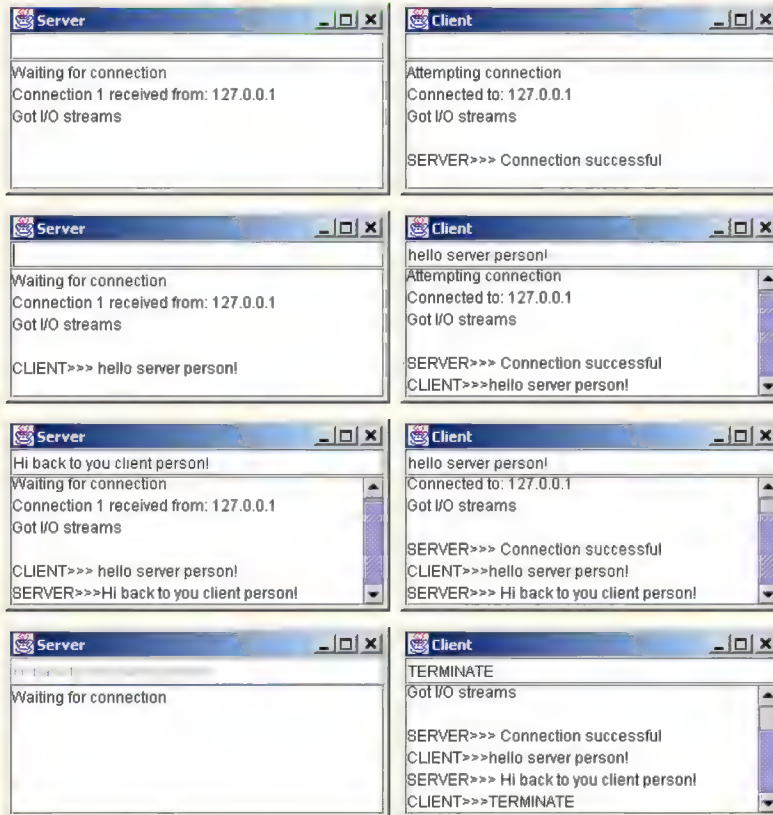 Server
Waiting for connection
Connection 1 received from: 127.0.0.1
Got I/O streams
Client
Attempting connection
Connected to: 127.0.0.1
Got I/O streams
SERVER>>> Connection successful
Server
Waiting for connection
Connection 1 received from: 127.0.0.1
Got I/O streams
CLIENT>>> hello server person!
Client
hello server person!
Attempting connection
Connected to: 127.0.0.1
Got I/O streams
SERVER>>> Connection successful
CLIENT>>>hello server person!
Server
Hi back to you client person!
Waiting for connection
Connection 1 received from: 127.0.0.1
Got I/O streams
CLIENT>>> hello server person!
SERVER>>>Hi back to you client person!
Client
hello server person!
Connected to: 127.0.0.1
Got I/O streams
SERVER>>> Connection successful
CLIENT>>>hello server person!
SERVER>>> Hi back to you client person!
Server
Waiting for connection
Client
TERMINATE
Got I/O streams
SERVER>>> Connection successful
CLIENT>>>hello server person!
SERVER>>> Hi back to you client person!
CLIENT>>>TERMINATE